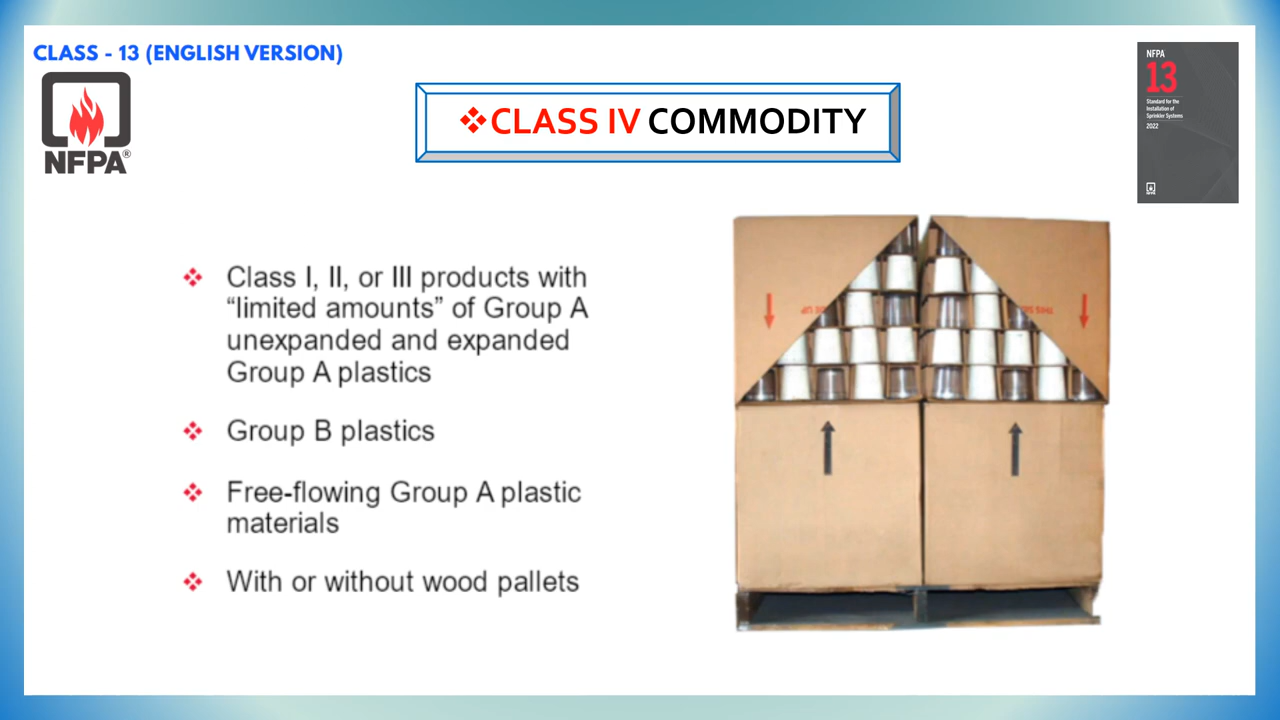 CLASS - 13 (ENGLISH VERSION)
NFPA®
❖CLASS IV COMMODITY
NFPA
13
Standard for the
Installation of
Sprinkler Systems
2022
NFPA
❖ Class I, II, or III products with
“limited amounts” of Group A
unexpanded and expanded
Group A plastics
❖ Group B plastics
❖ Free-flowing Group A plastic
materials
❖ With or without wood pallets